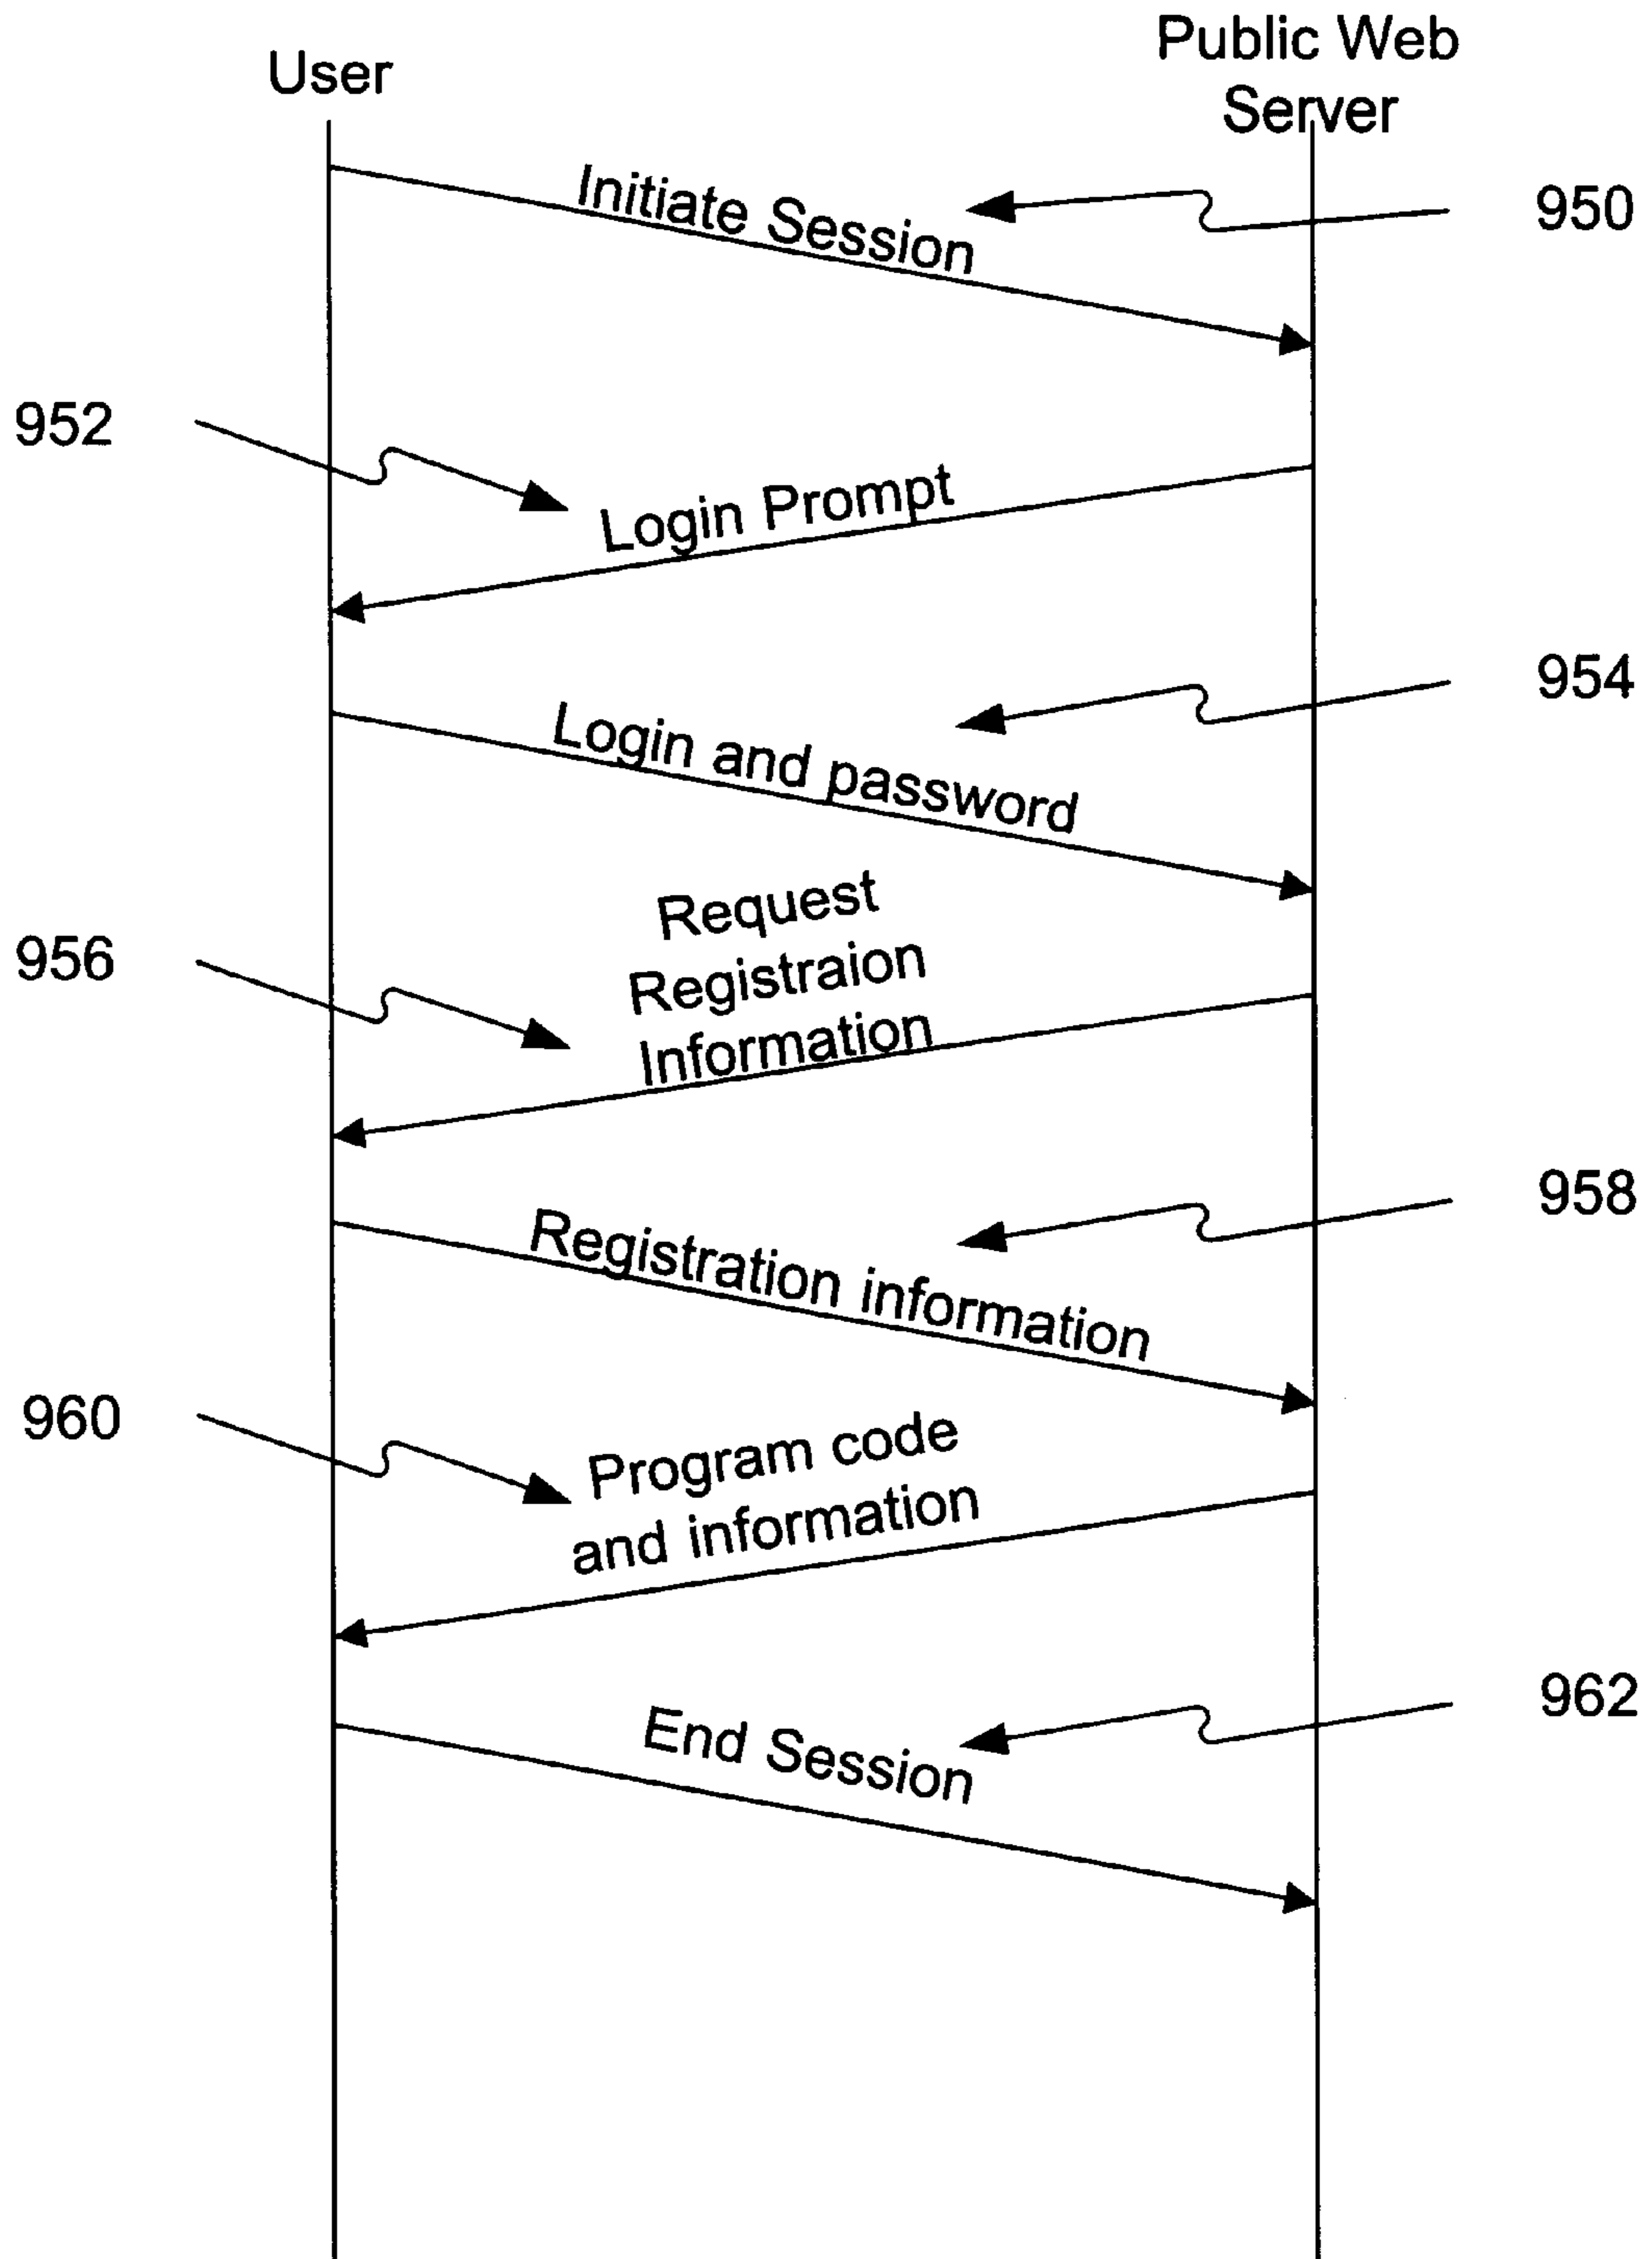 User
Public Web
Server
Initiate Session
950
952
Login Prompt
954
Login and password
Request
Registraion
Information
956
958
Registration information
960
Program code
and information
962
End Session